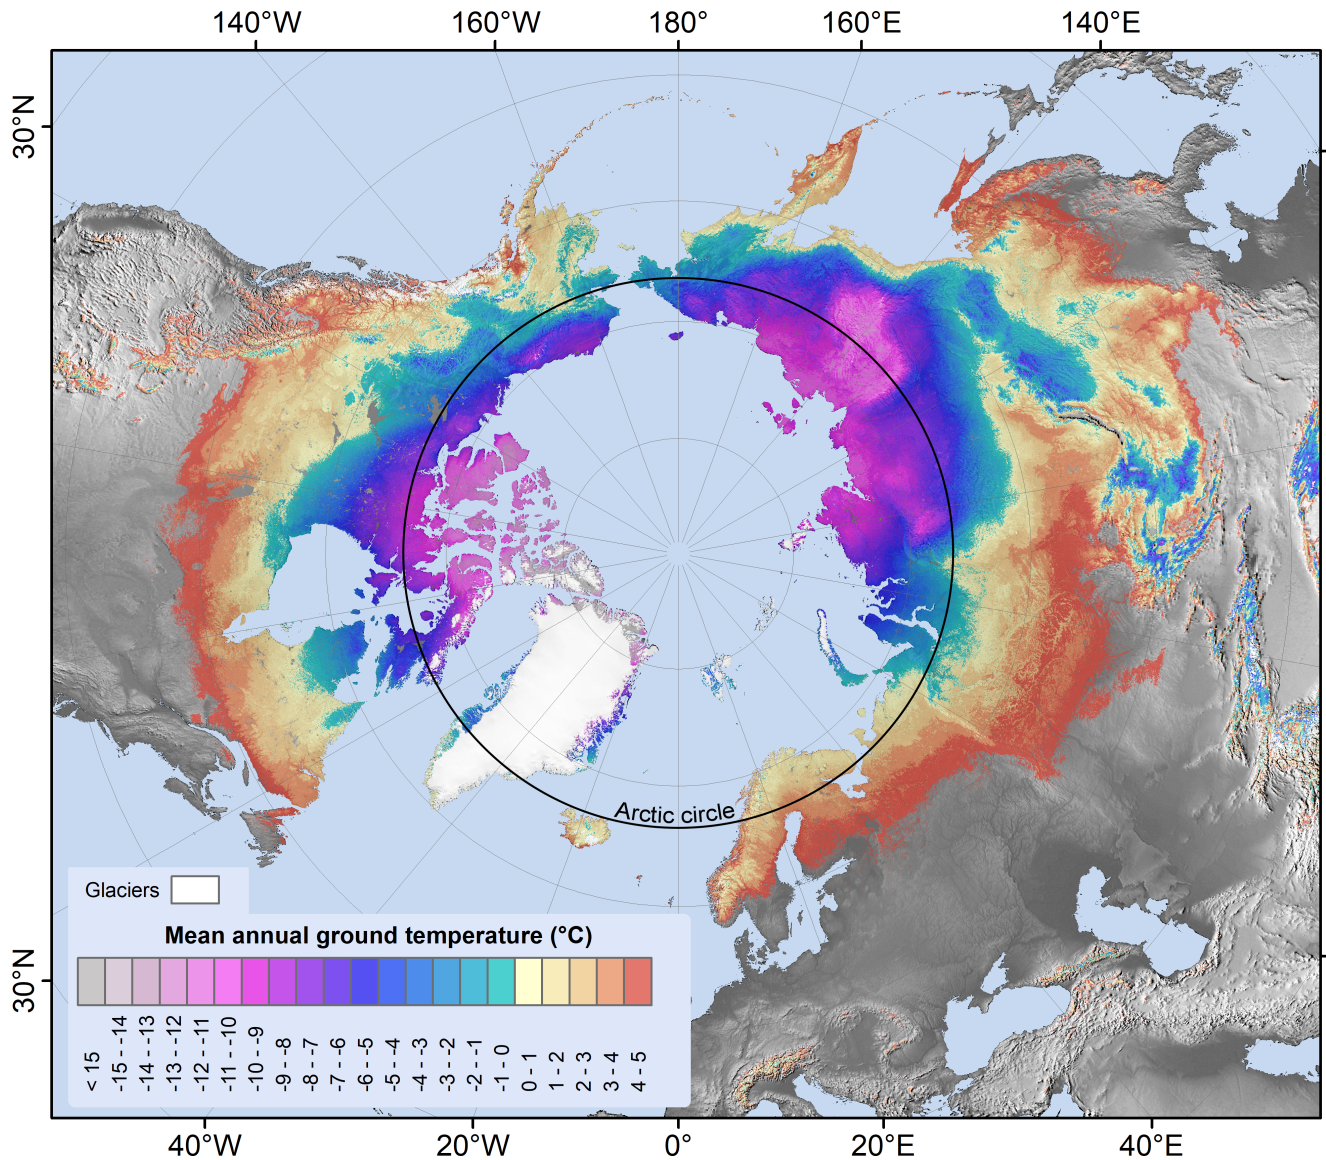 140°W 160°W 180° 160°E 140°E
30°N
Arctic circle
Glaciers
Mean annual ground temperature (°C)
< 15
-15 - -14
-14 - -13
-13 - -12
-12 - -11
-11 - -10
-10 - -9
-9 - -8
-8 - -7
-7 - -6
-6 - -5
-5 - -4
-4 - -3
-3 - -2
-2 - -1
-1 - 0
0 - 1
1 - 2
2 - 3
3 - 4
4 - 5
30°N
40°W 20°W 0° 20°E 40°E